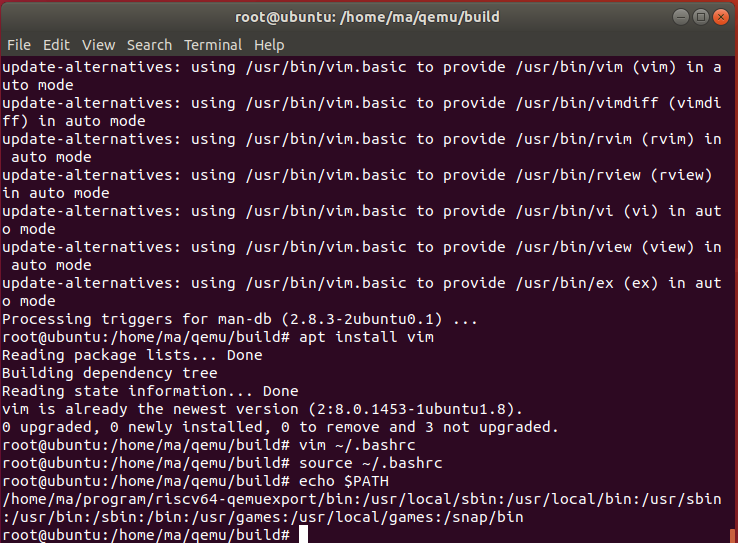 root@ubuntu: /home/ma/qemu/build
File Edit View Search Terminal Help
update-alternatives: using /usr/bin/vim.basic to provide /usr/bin/vim (vim) in a
uto mode
update-alternatives: using /usr/bin/vim.basic to provide /usr/bin/vimdiff (vimdi
ff) in auto mode
update-alternatives: using /usr/bin/vim.basic to provide /usr/bin/rvim (rvim) in
 auto mode
update-alternatives: using /usr/bin/vim.basic to provide /usr/bin/rview (rview)
in auto mode
update-alternatives: using /usr/bin/vim.basic to provide /usr/bin/vi (vi) in aut
o mode
update-alternatives: using /usr/bin/vim.basic to provide /usr/bin/view (view) in
 auto mode
update-alternatives: using /usr/bin/vim.basic to provide /usr/bin/ex (ex) in aut
o mode
Processing triggers for man-db (2.8.3-2ubuntu0.1) ...
root@ubuntu:/home/ma/qemu/build# apt install vim
Reading package lists... Done
Building dependency tree
Reading state information... Done
vim is already the newest version (2:8.0.1453-1ubuntu1.8).
0 upgraded, 0 newly installed, 0 to remove and 3 not upgraded.
root@ubuntu:/home/ma/qemu/build# vim ~/.bashrc
root@ubuntu:/home/ma/qemu/build# source ~/.bashrc
root@ubuntu:/home/ma/qemu/build# echo $PATH
/home/ma/program/riscv64-qemuexport/bin:/usr/local/sbin:/usr/local/bin:/usr/sbin
:/usr/bin:/sbin:/bin:/usr/games:/usr/local/games:/snap/bin
root@ubuntu:/home/ma/qemu/build#